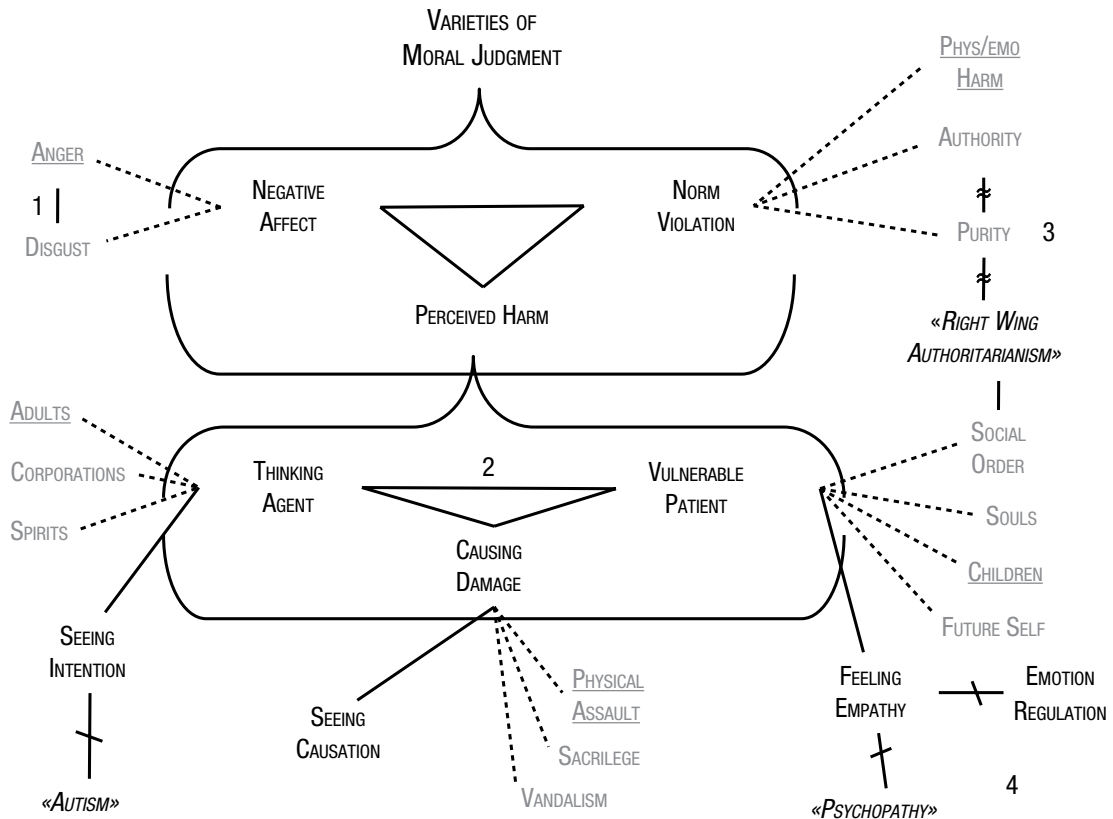 Varieties of
Moral Judgment
Phys/emo
Harm
Anger
Authority
1
Negative
Affect
Norm
Violation
Disgust
Purity
3
Perceived Harm
«Right Wing
Authoritarianism»
Adults
Social
Order
Corporations
Thinking
Agent
2
Vulnerable
Patient
Spirits
Souls
Causing
Damage
Children
Future Self
Seeing
Intention
Physical
Assault
Feeling
Empathy
Emotion
Regulation
Seeing
Causation
Sacrilege
Vandalism
«Autism»
«Psychopathy»
4